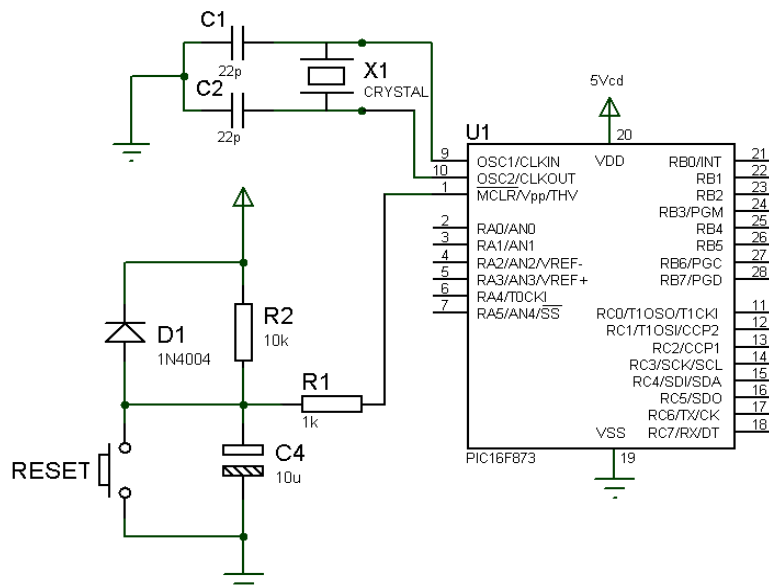 C1
22p
C2
22p
X1
CRYSTAL
5Vcd
U1
20
9 OSC1/CLKIN VDD RB0/INT 21
10 OSC2/CLKOUT RB1 22
1 MCLR/Vpp/THV RB2 23
RB3/PGM 24
2 RA0/AN0 RB4 25
3 RA1/AN1 RB5 26
4 RA2/AN2/VREF- RB6/PGC 27
5 RA3/AN3/VREF+ RB7/PGD 28
6 RA4/T0CKI
7 RA5/AN4/SS RC0/T1OSO/T1CKI 11
RC1/T1OSI/CCP2 12
RC2/CCP1 13
RC3/SCK/SCL 14
RC4/SDI/SDA 15
RC5/SDO 16
RC6/TX/CK 17
VSS RC7/RX/DT 18
PIC16F873 19
D1
1N4004
R2
10k
R1
1k
C4
10u
RESET